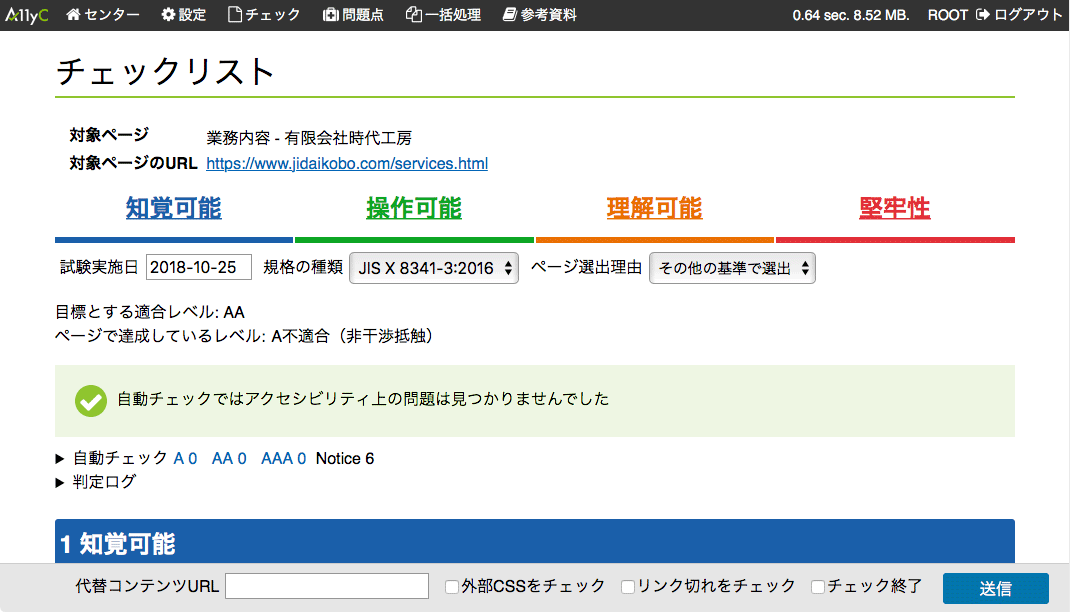 A11yC センター 設定 チェック 問題点 一括処理 参考資料 0.64 sec. 8.52 MB. ROOT ログアウト
チェックリスト
対象ページ 業務内容 - 有限会社時代工房
対象ページのURL https://www.jidaikobo.com/services.html
知覚可能 操作可能 理解可能 堅牢性
試験実施日 2018-10-25 規格の種類 JIS X 8341-3:2016 ページ選出理由 その他の基準で選出
目標とする適合レベル: AA
ページで達成しているレベル: A不適合（非干渉抵触）
自動チェックではアクセシビリティ上の問題は見つかりませんでした
▶ 自動チェック A 0 AA 0 AAA 0 Notice 6
▶ 判定ログ
1 知覚可能
代替コンテンツURL 外部CSSをチェック リンク切れをチェック チェック終了 送信